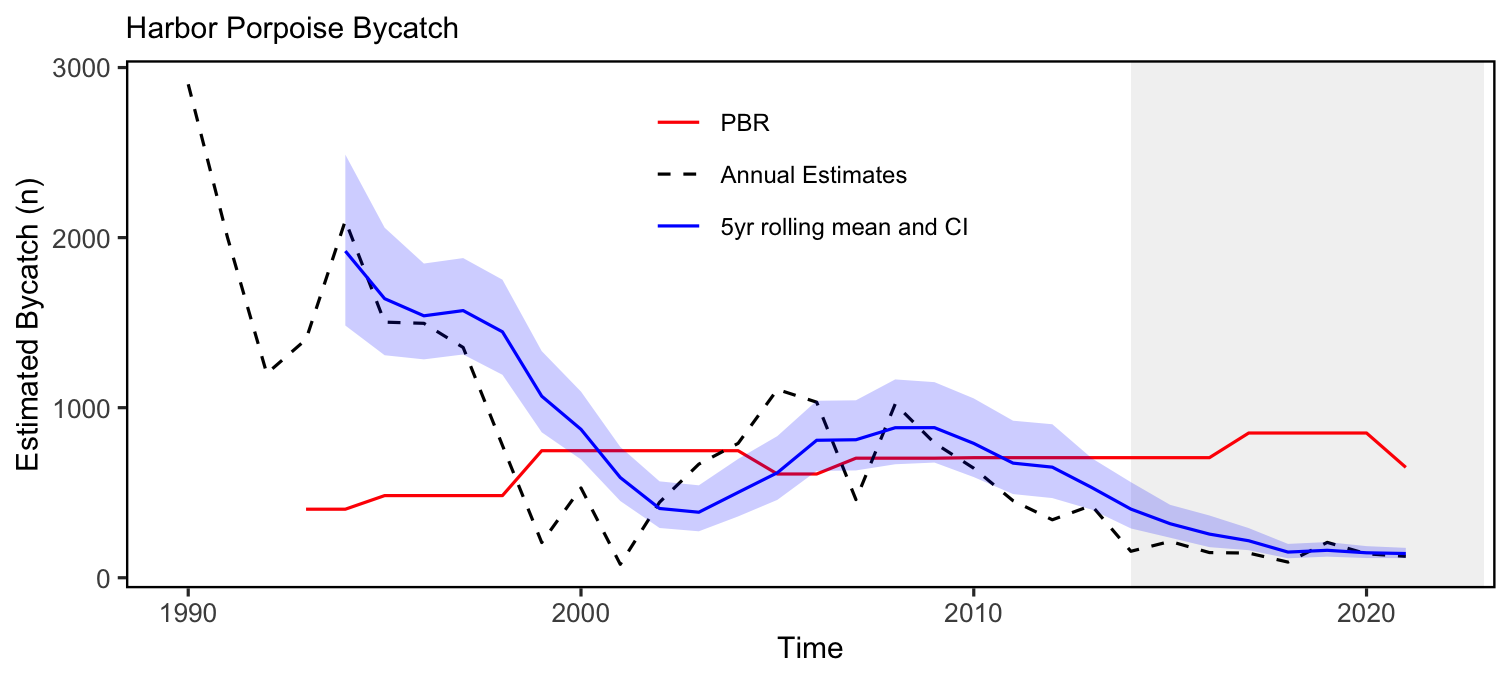 Harbor Porpoise Bycatch
3000
2000
1000
0
Estimated Bycatch (n)
PBR
Annual Estimates
5yr rolling mean and CI
1990
2000
2010
2020
Time